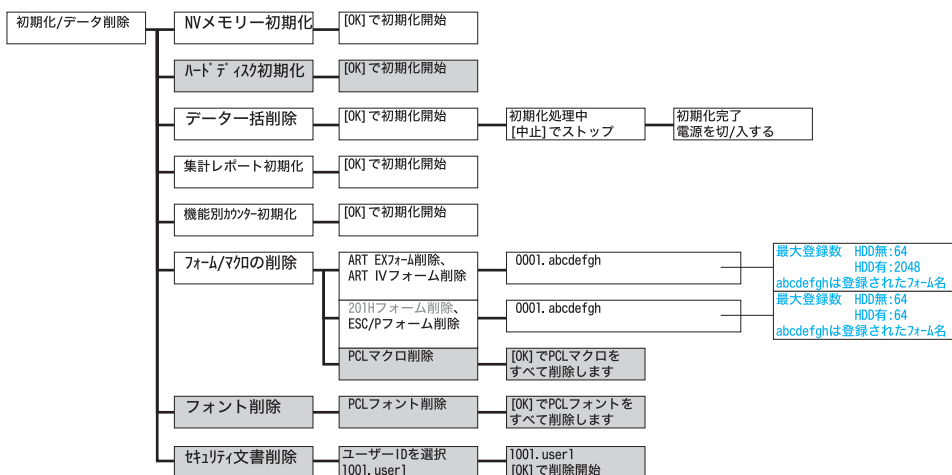 初期化/データ削除
NVメモリー初期化
[OK]で初期化開始
ハードディスク初期化
[OK]で初期化開始
データ一括削除
[OK]で初期化開始
初期化処理中
[中止]でストップ
初期化完了
電源を切/入する
集計レポート初期化
[OK]で初期化開始
機能別カウンター初期化
[OK]で初期化開始
フォーム/マクロの削除
ART EXフォーム削除、
ART IVフォーム削除
0001. abcdefgh
最大登録数 HDD無:64
HDD有:2048
abcdefghは登録されたフォーム名
201Hフォーム削除、
ESC/Pフォーム削除
0001. abcdefgh
最大登録数 HDD無:64
HDD有:64
abcdefghは登録されたフォーム名
PCLマクロ削除
[OK]でPCLマクロを
すべて削除します
フォント削除
PCLフォント削除
[OK]でPCLフォントを
すべて削除します
セキュリティ文書削除
ユーザーIDを選択
1001. user1
1001. user1
[OK]で削除開始